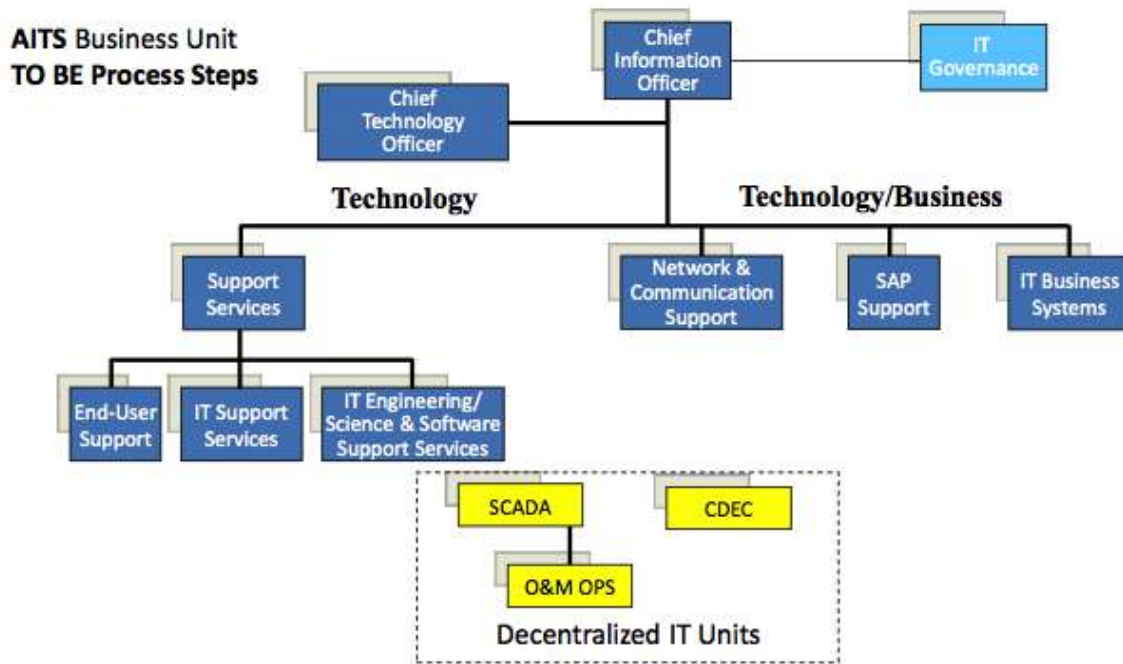 AITS Business Unit
TO BE Process Steps
Chief
Information
Officer
IT
Governance
Chief
Technology
Officer
Technology
Technology/Business
Support
Services
Network &
Communication
Support
SAP
Support
IT Business
Systems
End-User
Support
IT Support
Services
IT Engineering/
Science & Software
Support Services
SCADA
CDEC
O&M OPS
Decentralized IT Units